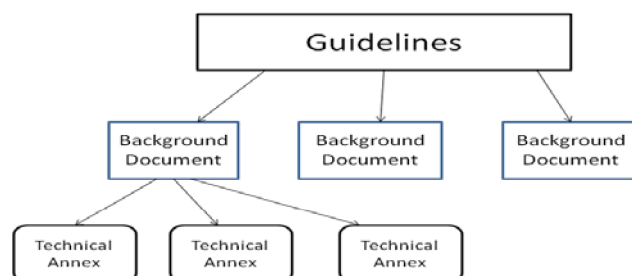 Guidelines
Background
Document
Background
Document
Background
Document
Technical
Annex
Technical
Annex
Technical
Annex